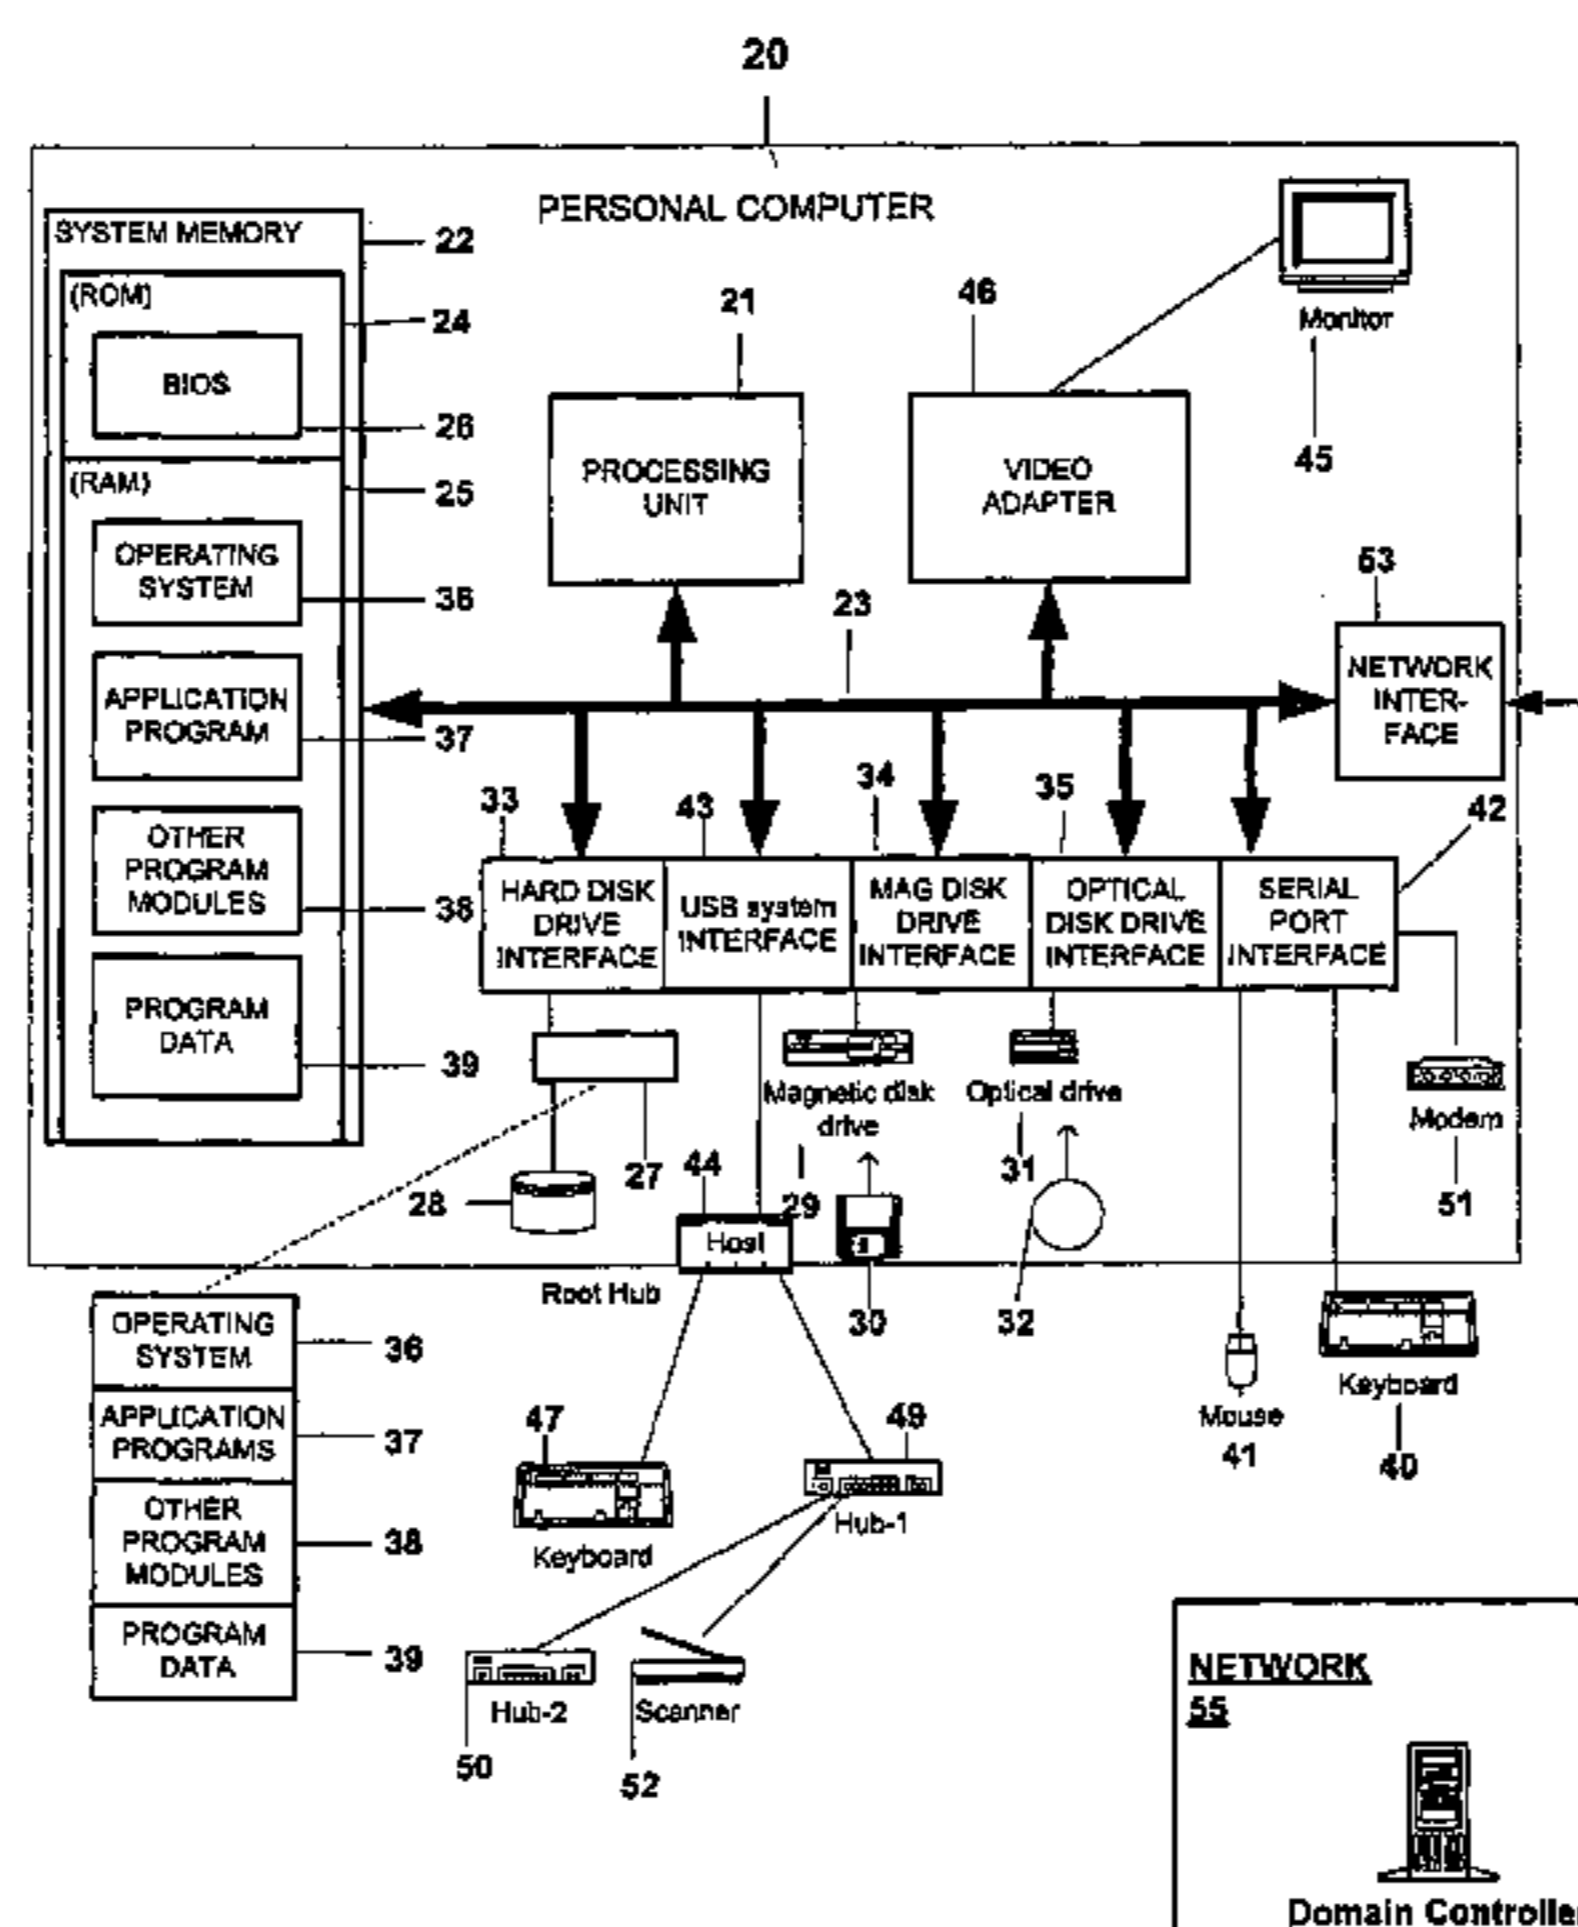 20
PERSONAL COMPUTER
SYSTEM MEMORY
22
(ROM)
24
BIOS
26
(RAM)
25
OPERATING
SYSTEM
36
APPLICATION
PROGRAM
37
OTHER
PROGRAM
MODULES
38
PROGRAM
DATA
39
21
PROCESSING
UNIT
46
VIDEO
ADAPTER
Monitor
45
23
53
NETWORK
INTER-
FACE
33
43
34
35
42
HARD DISK
DRIVE
INTERFACE
USB system
INTERFACE
MAG DISK
DRIVE
INTERFACE
OPTICAL
DISK DRIVE
INTERFACE
SERIAL
PORT
INTERFACE
Magnetic disk
drive
Optical drive
Modem
28
27
44
29
31
51
Host
Root Hub
30
32
Mouse
41
Keyboard
40
OPERATING
SYSTEM
36
APPLICATION
PROGRAMS
37
OTHER
PROGRAM
MODULES
38
PROGRAM
DATA
39
47
Keyboard
49
Hub-1
Hub-2
50
Scanner
52
NETWORK
55
Domain Controller